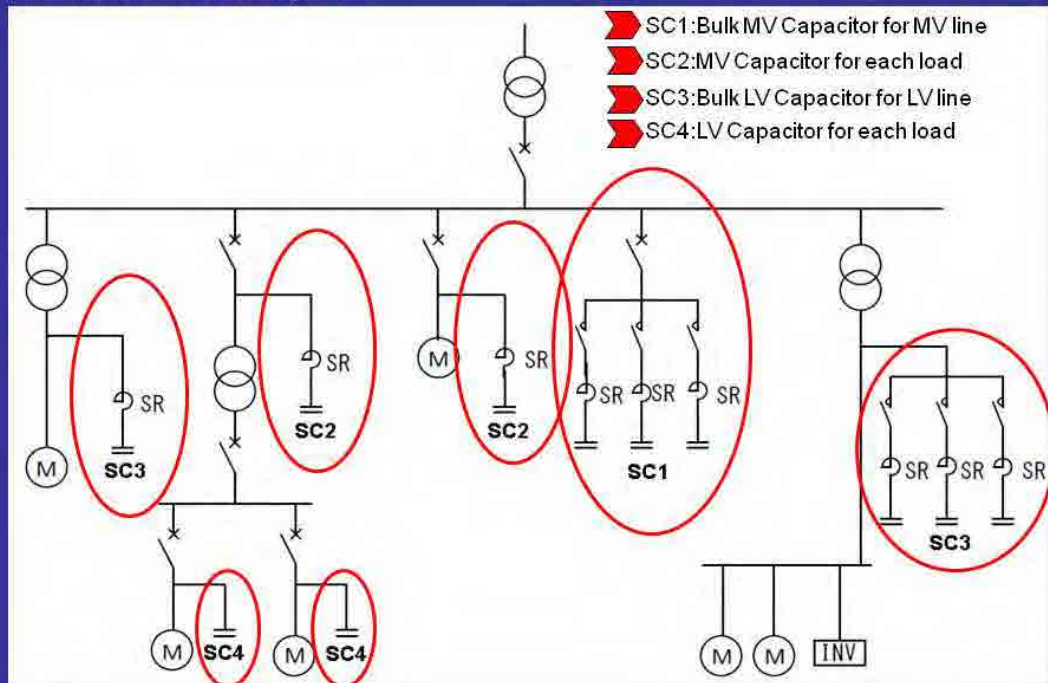 SC1:Bulk MV Capacitor for MV line
SC2:MV Capacitor for each load
SC3:Bulk LV Capacitor for LV line
SC4:LV Capacitor for each load
SR
SC3
M
SR
SC2
M
SR
SC2
SR
SR
SR
SC1
SR
SR
SR
SC3
M
SC4
M
SC4
M
M
INV